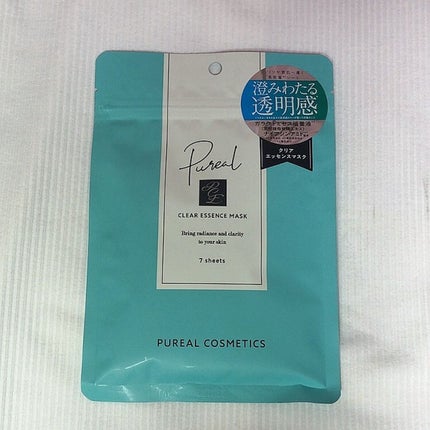 澄みわたる
透明感
クリア
エッセンスマスク
Pureal
CLEAR ESSENCE MASK
Bring radiance and clarity
to your skin
7 sheets
PUREAL COSMETICS